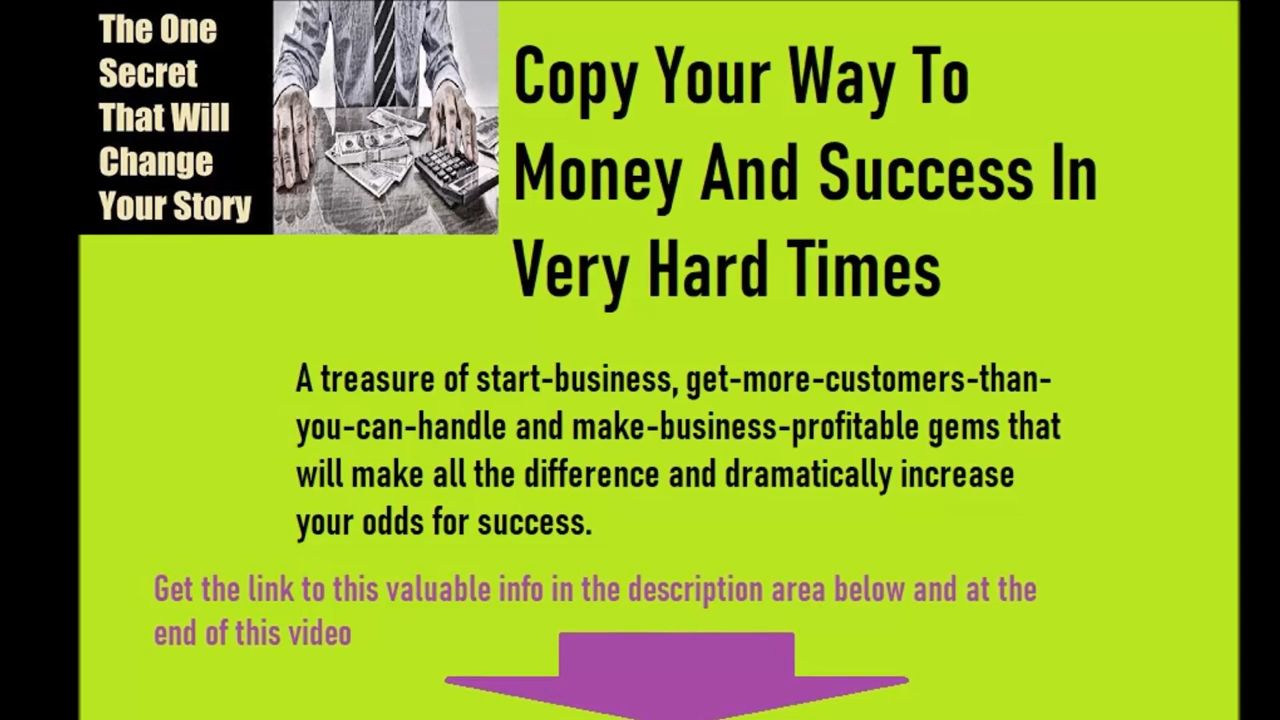 The One
Secret
That Will
Change
Your Story
Copy Your Way To
Money And Success In
Very Hard Times
A treasure of start-business, get-more-customers-than-
you-can-handle and make-business-profitable gems that
will make all the difference and dramatically increase
your odds for success.
Get the link to this valuable info in the description area below and at the
end of this video